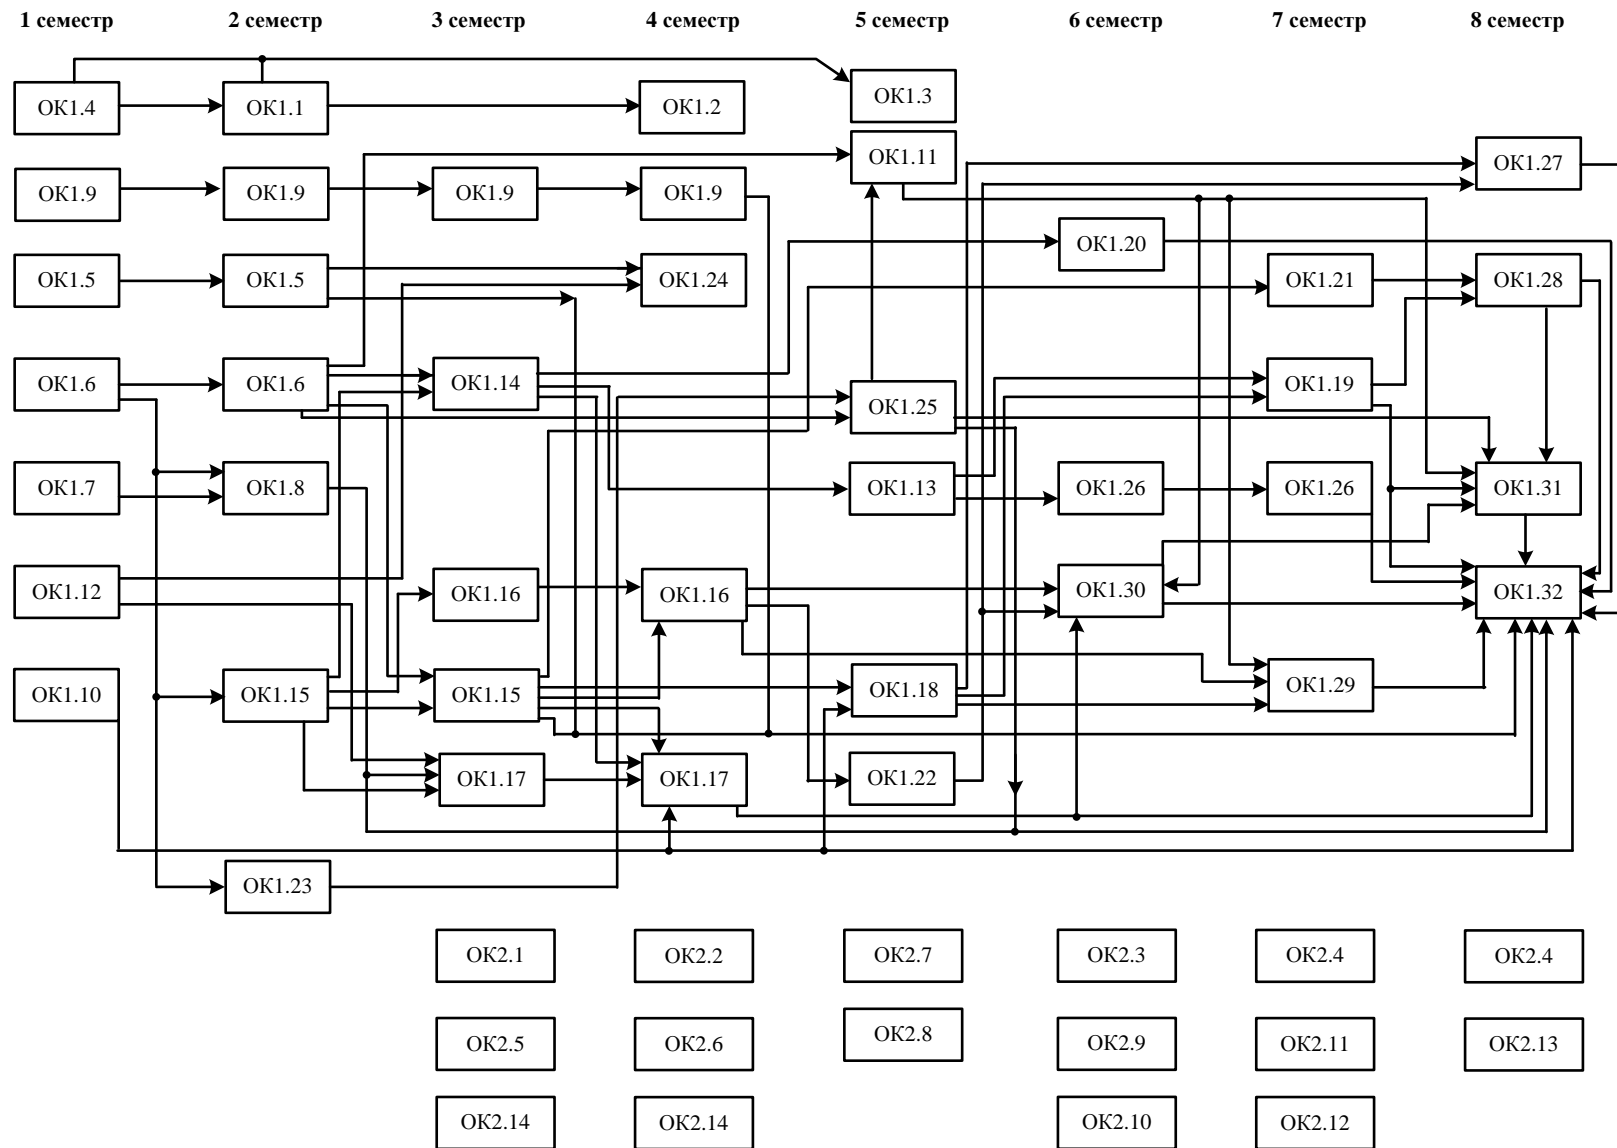 1 семестр 2 семестр 3 семестр 4 семестр 5 семестр 6 семестр 7 семестр 8 семестр
ОК1.4 ОК1.1 ОК1.2 ОК1.3
ОК1.11 ОК1.27
ОК1.9 ОК1.9 ОК1.9 ОК1.9
ОК1.20
ОК1.5 ОК1.5 ОК1.24 ОК1.21 ОК1.28
ОК1.6 ОК1.6 ОК1.14 ОК1.25 ОК1.19
ОК1.7 ОК1.8 ОК1.13 ОК1.26 ОК1.26 ОК1.31
ОК1.12 ОК1.16 ОК1.16 ОК1.30 ОК1.32
ОК1.10 ОК1.15 ОК1.15 ОК1.18 ОК1.29
ОК1.17 ОК1.17 ОК1.22
ОК1.23
ОК2.1 ОК2.2 ОК2.7 ОК2.3 ОК2.4 ОК2.4
ОК2.5 ОК2.6 ОК2.8 ОК2.9 ОК2.11 ОК2.13
ОК2.14 ОК2.14 ОК2.10 ОК2.12